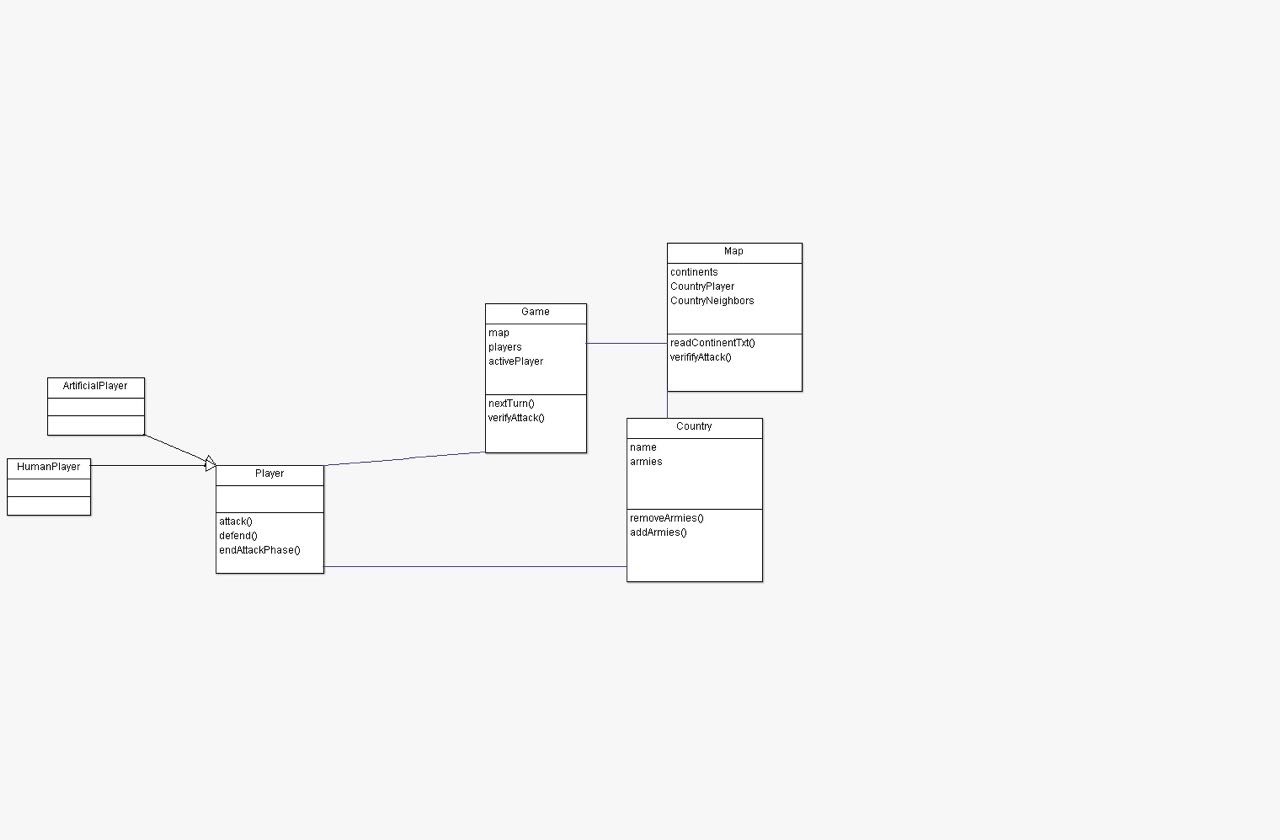 Map
continents
CountryPlayer
CountryNeighbors
readContinentTxt()
verififyAttack()
Game
map
players
activePlayer
nextTurn()
verifyAttack()
ArtificialPlayer
HumanPlayer
Player
attack()
defend()
endAttackPhase()
Country
name
armies
removeArmies()
addArmies()